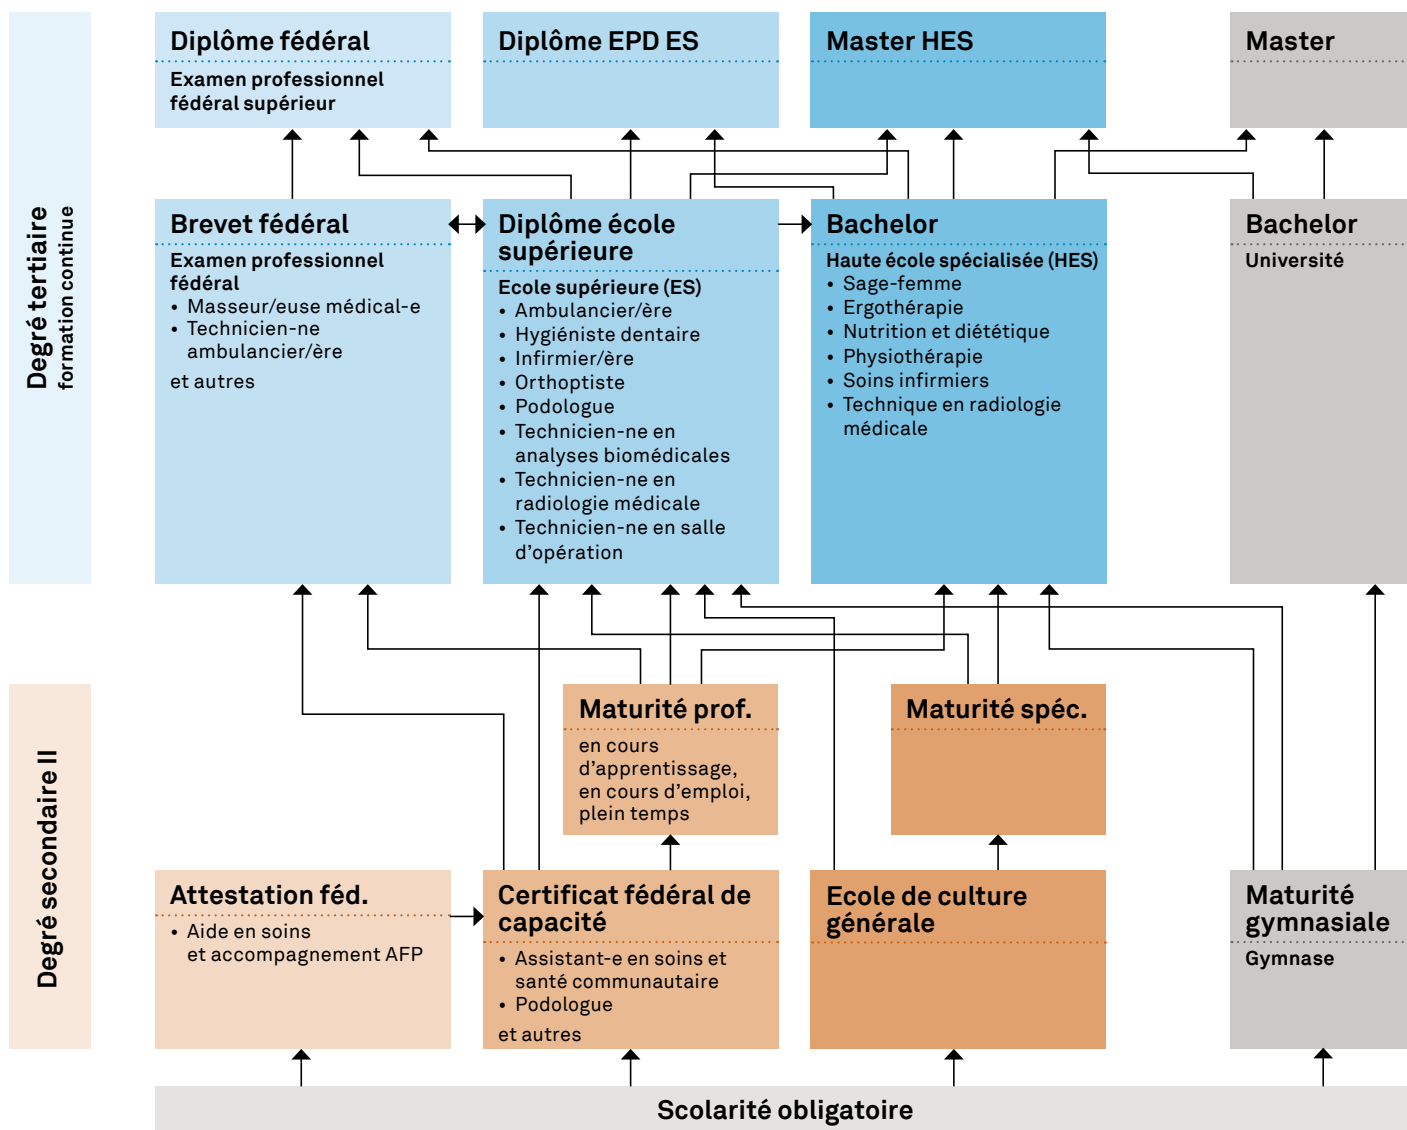 Degré tertiaire
formation continue
Diplôme fédéral
Examen professionnel
fédéral supérieur
Diplôme EPD ES
Master HES
Master
Brevet fédéral
Examen professionnel
fédéral
• Masseur/euse médical-e
• Technicien-ne
ambulancier/ère
et autres
Diplôme école
supérieure
Ecole supérieure (ES)
• Ambulancier/ère
• Hygiéniste dentaire
• Infirmier/ère
• Orthoptiste
• Podologue
• Technicien-ne en
analyses biomédicales
• Technicien-ne en
radiologie médicale
• Technicien-ne en salle
d’opération
Bachelor
Haute école spécialisée (HES)
• Sage-femme
• Ergothérapie
• Nutrition et diététique
• Physiothérapie
• Soins infirmiers
• Technique en radiologie
médicale
Bachelor
Université
Degré secondaire II
Maturité prof.
en cours
d’apprentissage,
en cours d’emploi,
plein temps
Maturité spéc.
Attestation féd.
• Aide en soins
et accompagnement AFP
Certificat fédéral de
capacité
• Assistant-e en soins et
santé communautaire
• Podologue
et autres
Ecole de culture
générale
Maturité
gymnasiale
Gymnase
Scolarité obligatoire